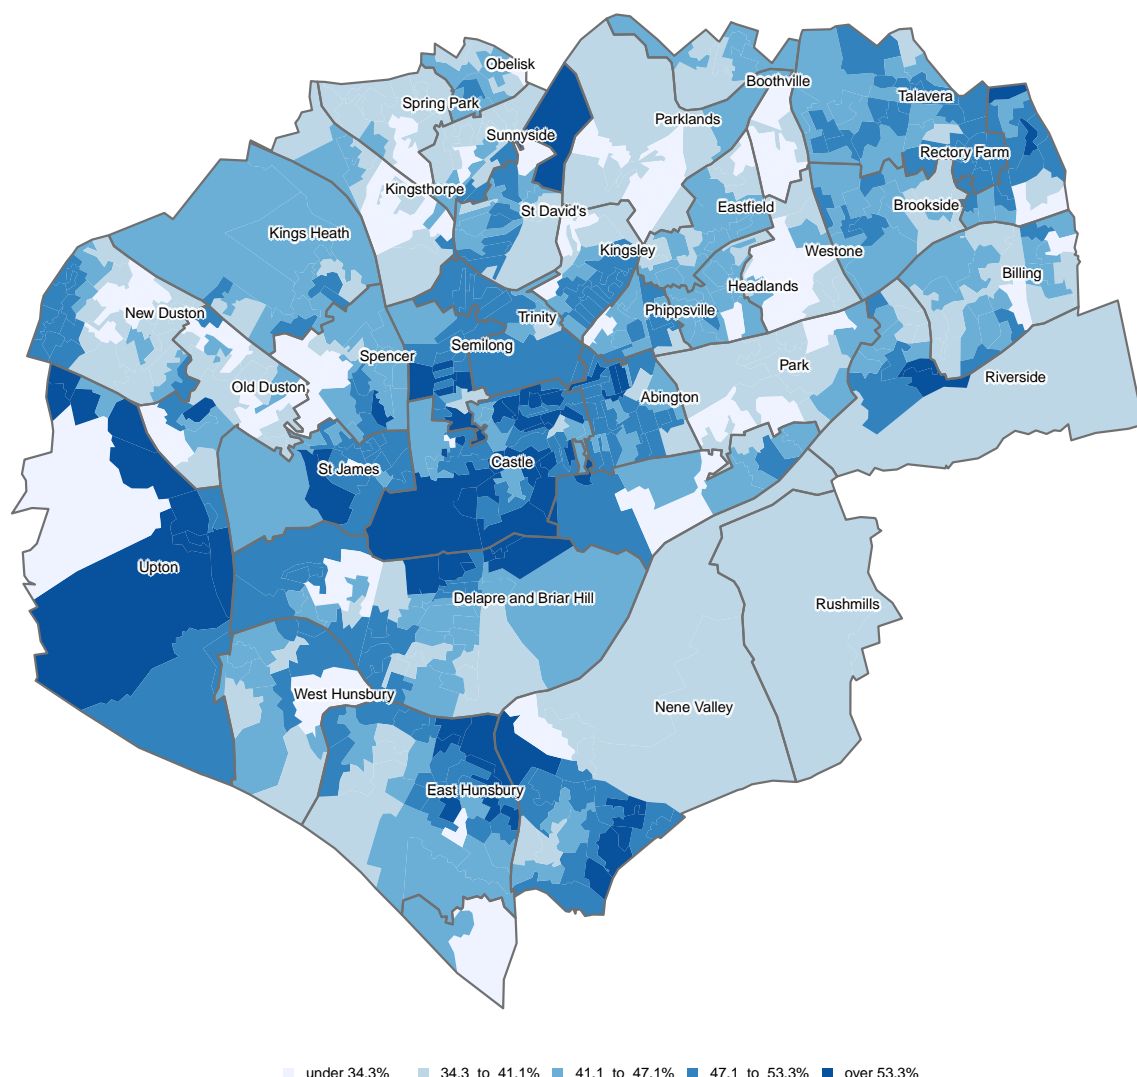 Obelisk
Boothville
Spring Park
Talavera
Parklands
Sunnyside
Rectory Farm
Kingsthorpe
Brookside
Eastfield
St David's
Kings Heath
Kingsley
Westone
Billing
Headlands
New Duston
Phippsville
Trinity
Semilong
Spencer
Park
Riverside
Old Duston
Abington
Castle
St James
Upton
Delapre and Briar Hill
Rushmills
West Hunsbury
Nene Valley
East Hunsbury
under 34.3% 34.3 to 41.1% 41.1 to 47.1% 47.1 to 53.3% over 53.3%